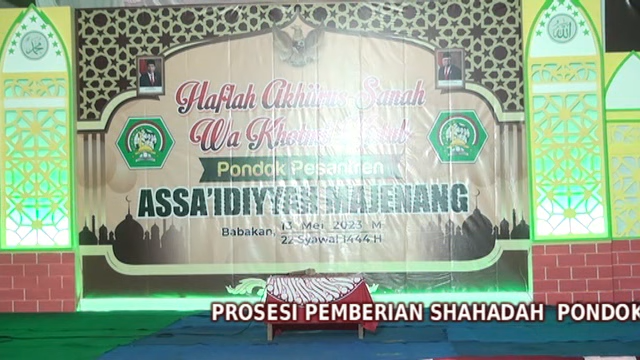 Haflah Akhirus Sanah
Wa
Pondok Pesantren
ASSA'IDIYYAH MAJENANG
Babakan, 13 Mei 2023 M
22 Syawal 1444 H
PROSESI PEMBERIAN SHAHADAH PONDOK